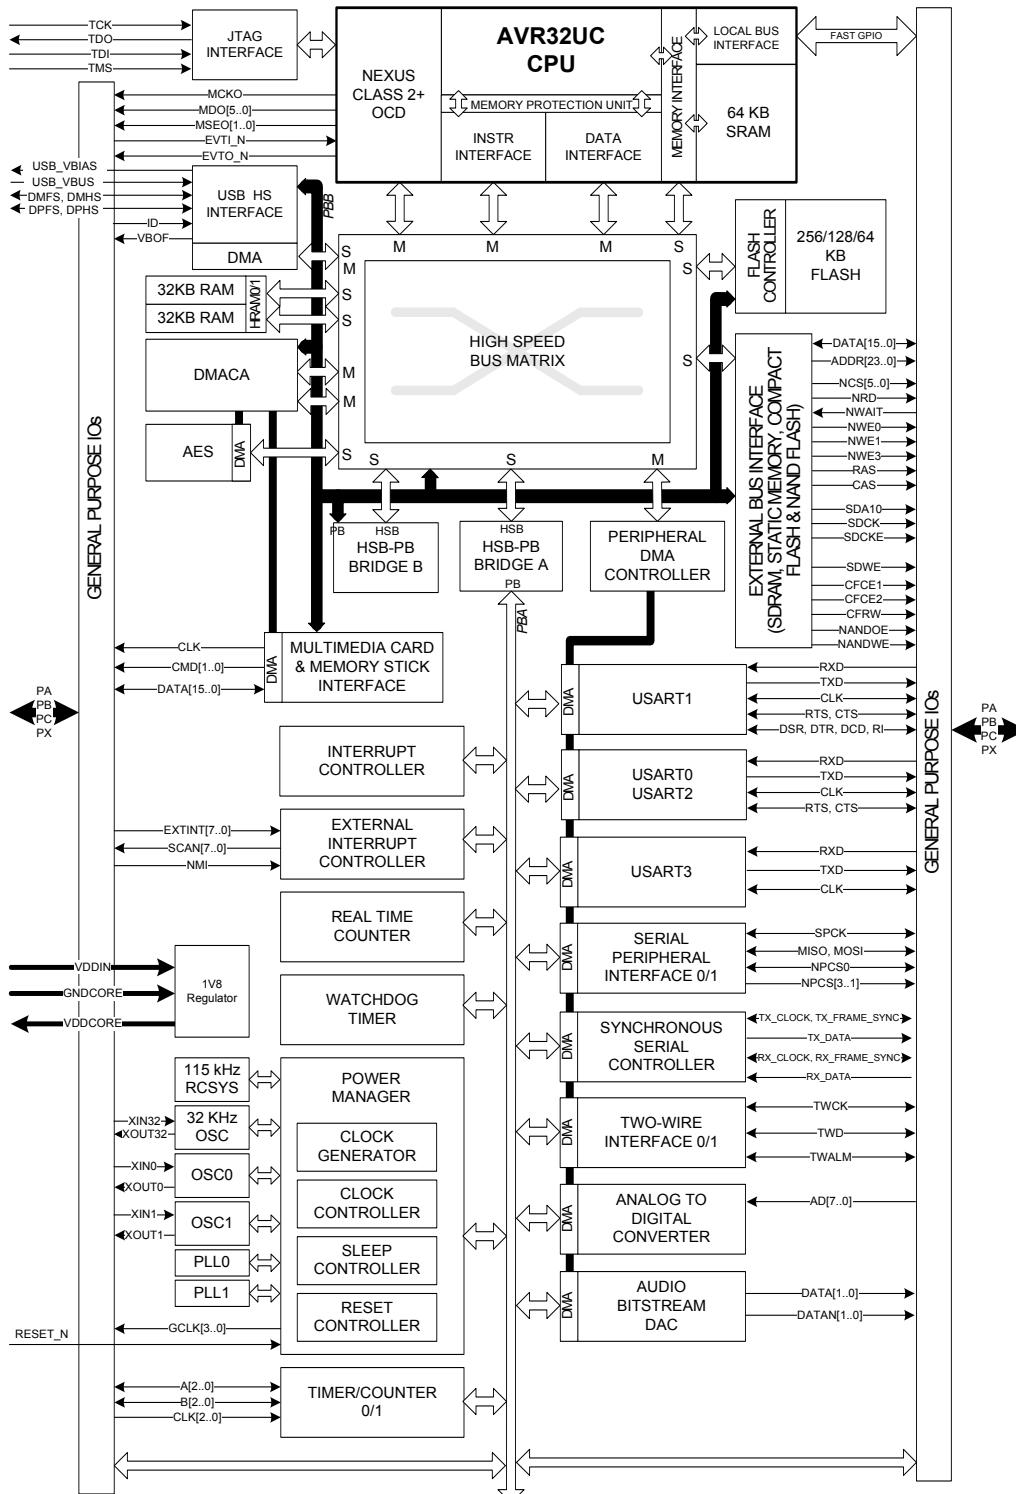 TCK
TDO
TDI
TMS
JTAG
INTERFACE
AVR32UC
CPU
NEXUS
CLASS 2+
OCD
MEMORY PROTECTION UNIT
INSTR
INTERFACE
DATA
INTERFACE
MEMORY INTERFACE
LOCAL BUS
INTERFACE
64 KB
SRAM
FAST GPIO
MCKO
MDO[5..0]
MSEO[1..0]
EVTI_N
EVTO_N
USB_VBIAS
USB_VBUS
DMFS, DMHS
DPFS, DPHS
ID
VBOF
USB HS
INTERFACE
DMA
PBB
32KB RAM
32KB RAM
HRAM0/1
DMACA
AES
DMA
M
M
M
S
S
M
S
S
M
M
S
S
S
M
S
S
HIGH SPEED
BUS MATRIX
FLASH
CONTROLLER
256/128/64
KB
FLASH
EXTERNAL BUS INTERFACE
(SDRAM, STATIC MEMORY, COMPACT
FLASH & NAND FLASH)
DATA[15..0]
ADDR[23..0]
NCS[5..0]
NRD
NWAIT
NWE0
NWE1
NWE3
RAS
CAS
SDA10
SDCK
SDCKE
SDWE
CFCE1
CFCE2
CFRW
NANDOE
NANDWE
PB
HSB
HSB-PB
BRIDGE B
HSB
HSB-PB
BRIDGE A
PB
PBA
PERIPHERAL
DMA
CONTROLLER
GENERAL PURPOSE IOs
GENERAL PURPOSE IOs
PA
PB
PC
PX
PA
PB
PC
PX
CLK
CMD[1..0]
DATA[15..0]
DMA
MULTIMEDIA CARD
& MEMORY STICK
INTERFACE
INTERRUPT
CONTROLLER
EXTINT[7..0]
SCAN[7..0]
NMI
EXTERNAL
INTERRUPT
CONTROLLER
REAL TIME
COUNTER
VDDIN
GNDCORE
VDDCORE
1V8
Regulator
WATCHDOG
TIMER
115 kHz
RCSYS
XIN32
XOUT32
32 KHz
OSC
XIN0
XOUT0
OSC0
XIN1
XOUT1
OSC1
PLL0
PLL1
GCLK[3..0]
RESET_N
POWER
MANAGER
CLOCK
GENERATOR
CLOCK
CONTROLLER
SLEEP
CONTROLLER
RESET
CONTROLLER
A[2..0]
B[2..0]
CLK[2..0]
TIMER/COUNTER
0/1
DMA
USART1
RXD
TXD
CLK
RTS, CTS
DSR, DTR, DCD, RI
DMA
USART0
USART2
RXD
TXD
CLK
RTS, CTS
DMA
USART3
RXD
TXD
CLK
DMA
SERIAL
PERIPHERAL
INTERFACE 0/1
SPCK
MISO, MOSI
NPCS0
NPCS[3..1]
DMA
SYNCHRONOUS
SERIAL
CONTROLLER
TX_CLOCK, TX_FRAME_SYNC
TX_DATA
RX_CLOCK, RX_FRAME_SYNC
RX_DATA
DMA
TWO-WIRE
INTERFACE 0/1
TWCK
TWD
TWALM
DMA
ANALOG TO
DIGITAL
CONVERTER
AD[7..0]
DMA
AUDIO
BITSTREAM
DAC
DATA[1..0]
DATAN[1..0]